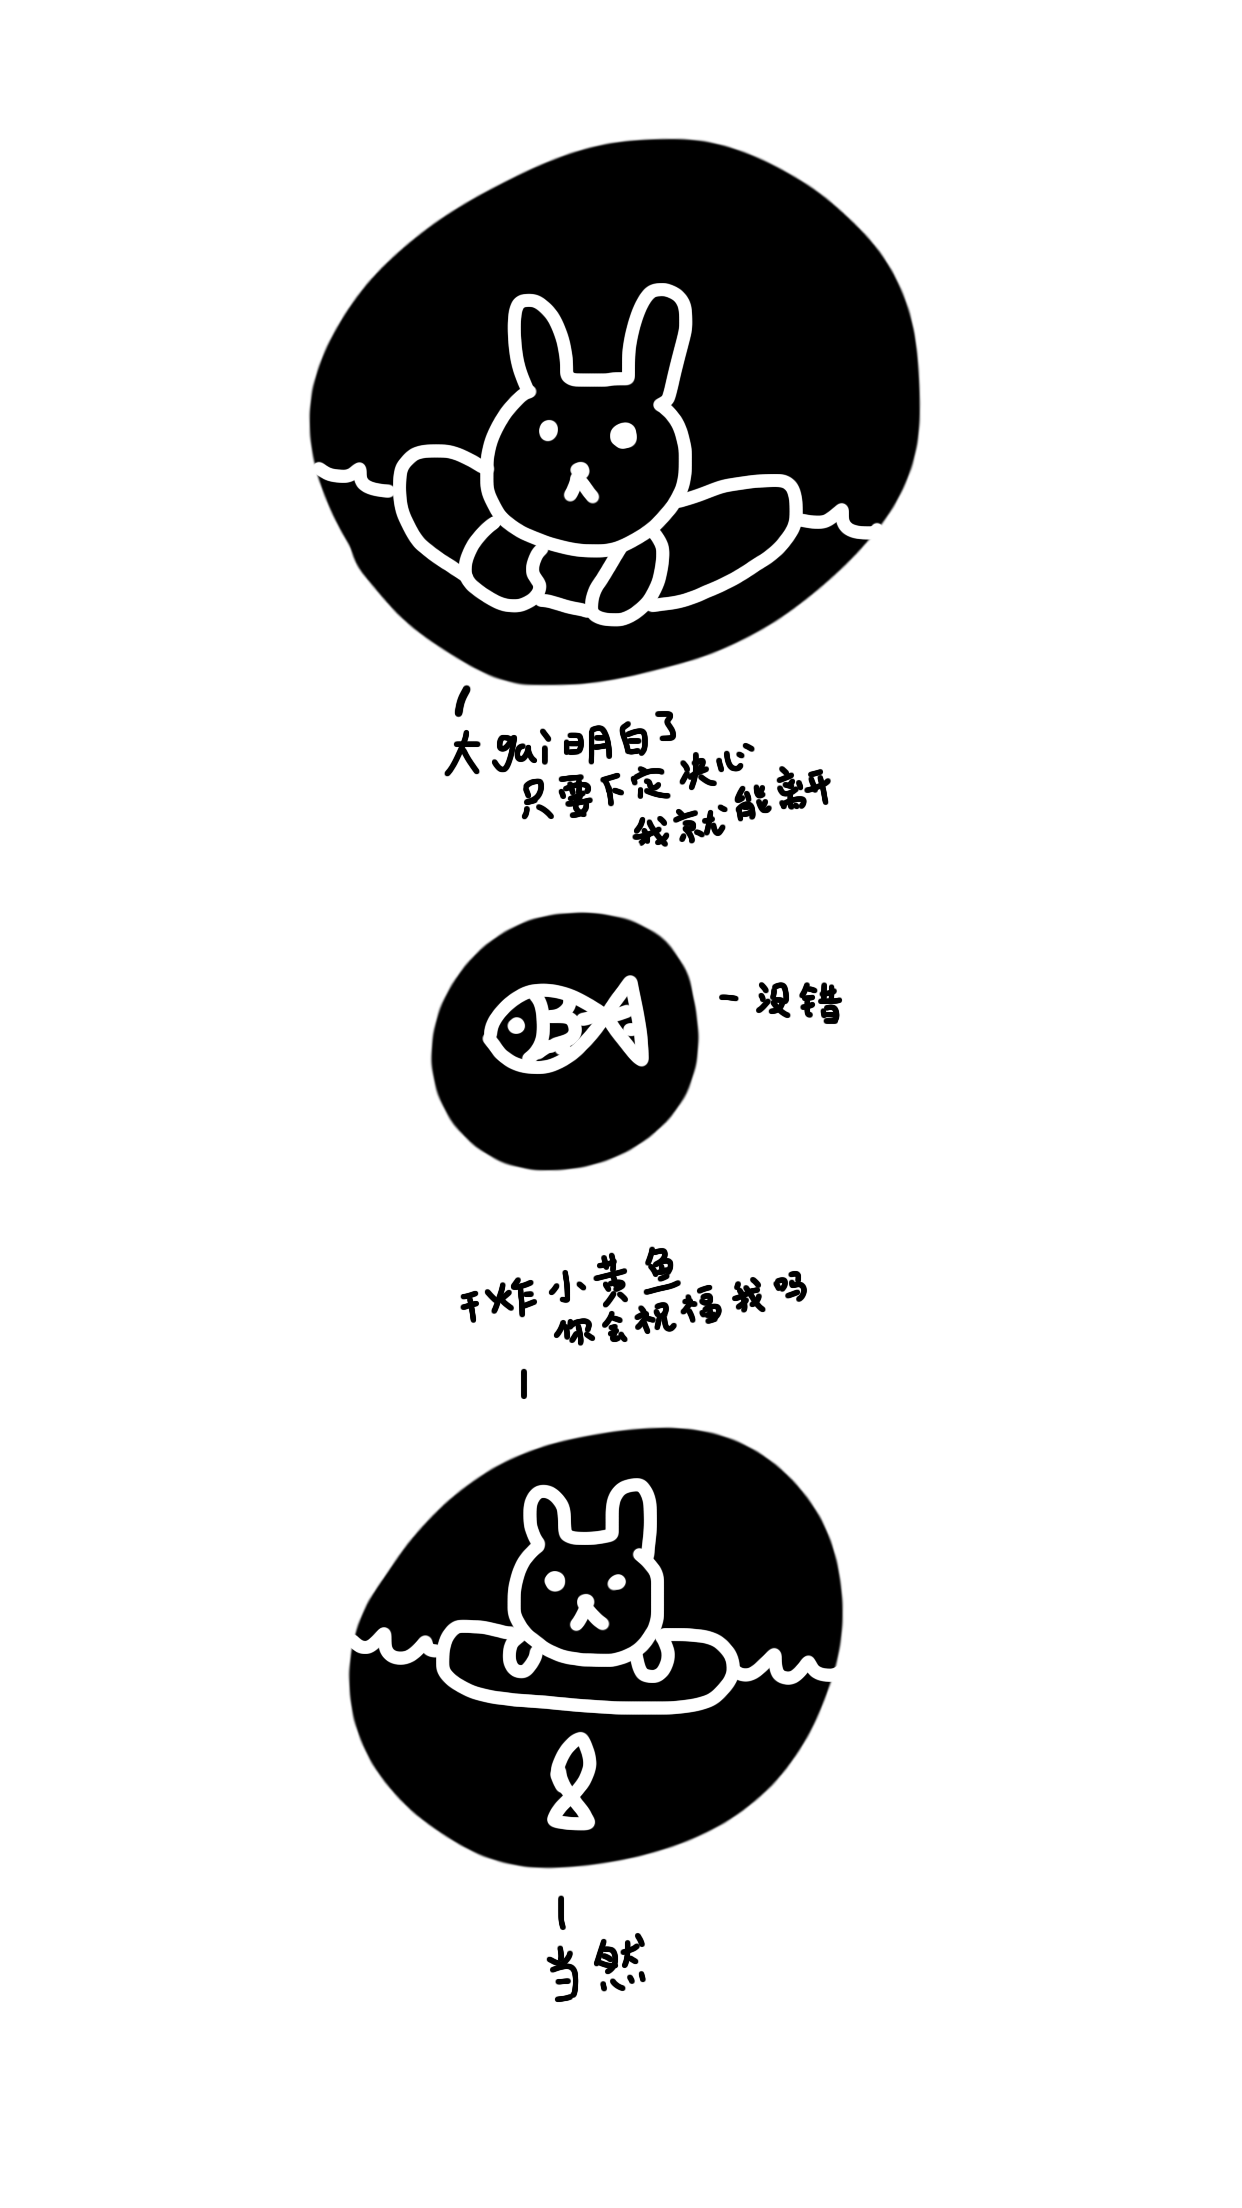 大gai明白了
只要下定决心
我就能离开
没错
干炸小黄鱼
你会祝福我吗
当然